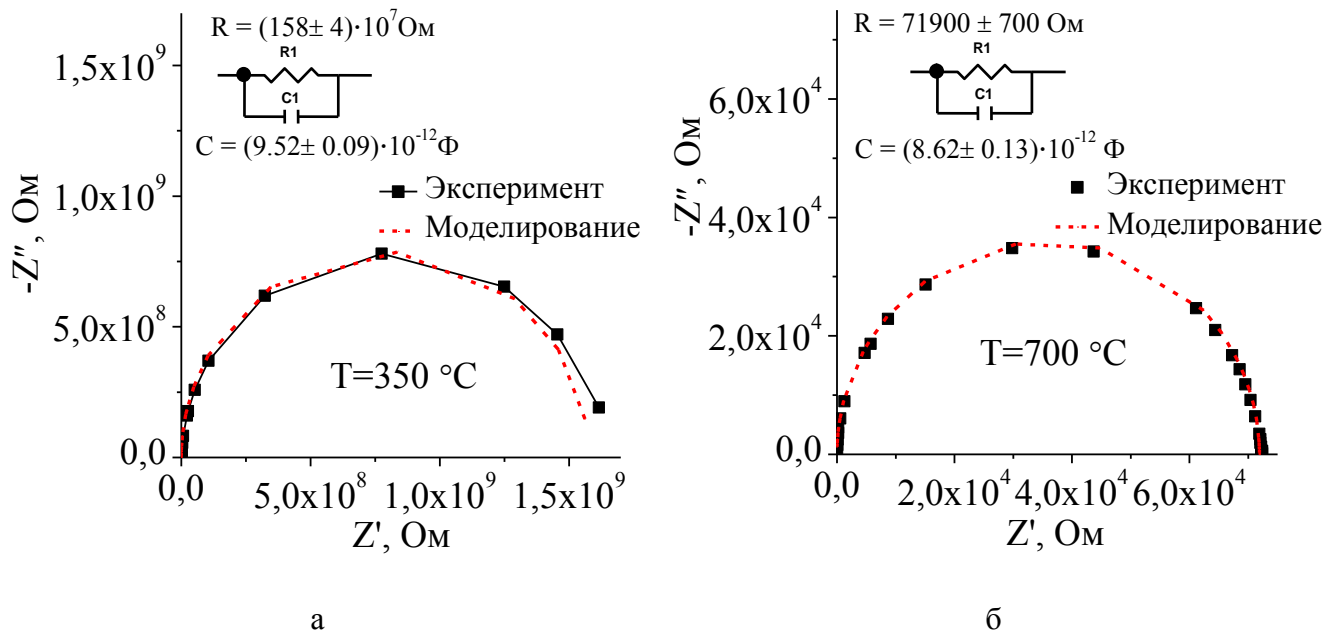 R = (158± 4)·10⁷Ом
R1
C1
C = (9.52± 0.09)·10⁻¹²Ф
Эксперимент
Моделирование
T=350 °C
-Z″, Ом
1,5x10⁹
1,0x10⁹
5,0x10⁸
0,0
0,0
5,0x10⁸
1,0x10⁹
1,5x10⁹
Z', Ом
а
R = 71900 ± 700 Ом
R1
C1
C = (8.62± 0.13)·10⁻¹² Ф
Эксперимент
Моделирование
T=700 °C
-Z″, Ом
6,0x10⁴
4,0x10⁴
2,0x10⁴
0,0
0,0
2,0x10⁴
4,0x10⁴
6,0x10⁴
Z', Ом
б